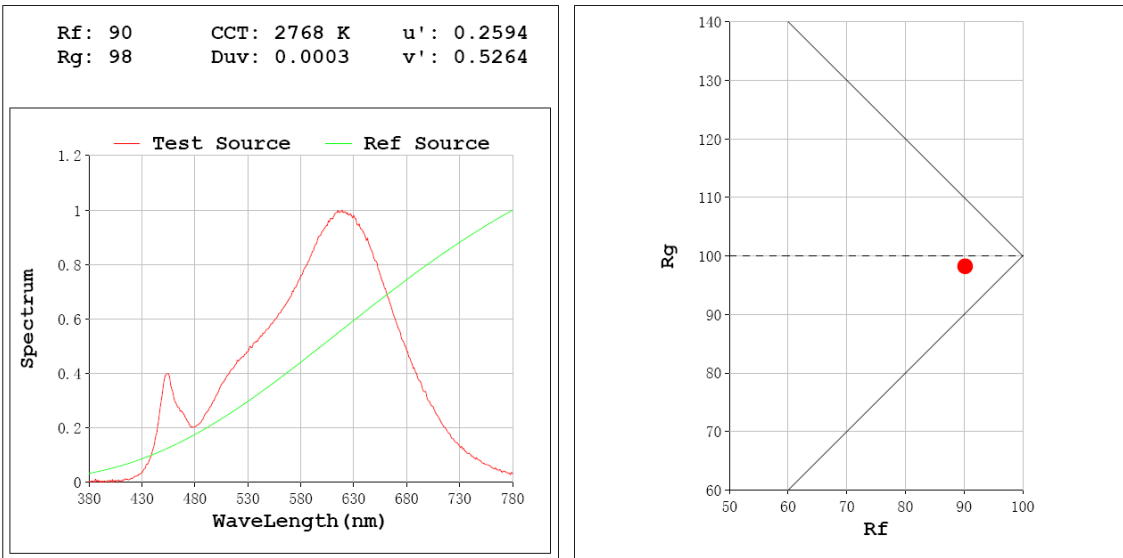 Rf: 90 CCT: 2768 K u': 0.2594
Rg: 98 Duv: 0.0003 v': 0.5264
Test Source Ref Source
1.2
1
0.8
0.6
0.4
0.2
0
Spectrum
380 430 480 530 580 630 680 730 780
WaveLength(nm)
140
130
120
110
100
90
80
70
60
Rg
50 60 70 80 90 100
Rf